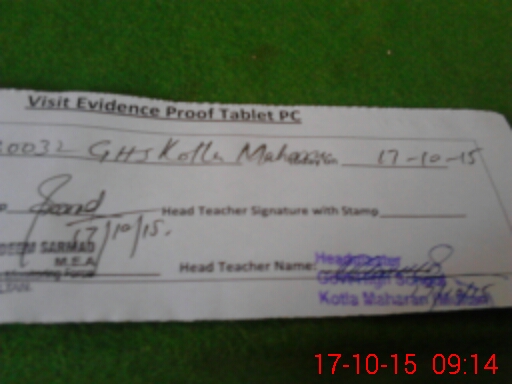 Visit Evidence Proof Tablet PC
30032 GHS Kotla Maharan 17-10-15
Head Teacher Signature with Stamp
17/10/15.
SARMAD
M.E.A
Head Teacher Name:
Headmaster
Kotla Maharan
17-10-15 09:14